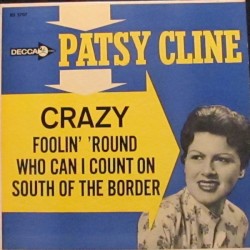 DECCA
PATSY CLINE
CRAZY
FOOLIN' 'ROUND
WHO CAN I COUNT ON
SOUTH OF THE BORDER